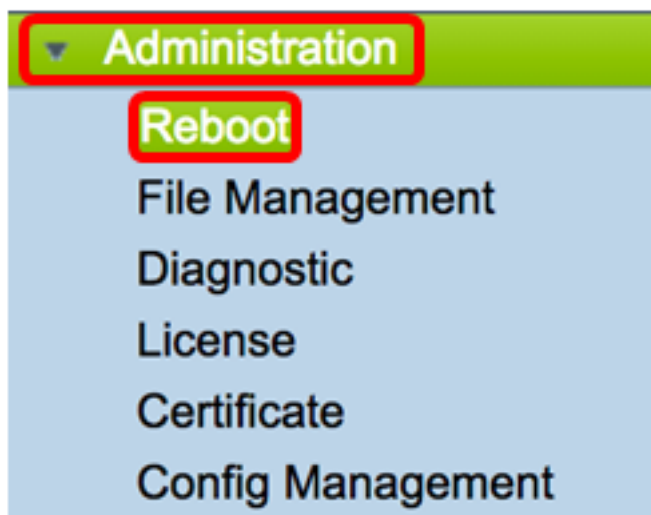 Administration
Reboot
File Management
Diagnostic
License
Certificate
Config Management